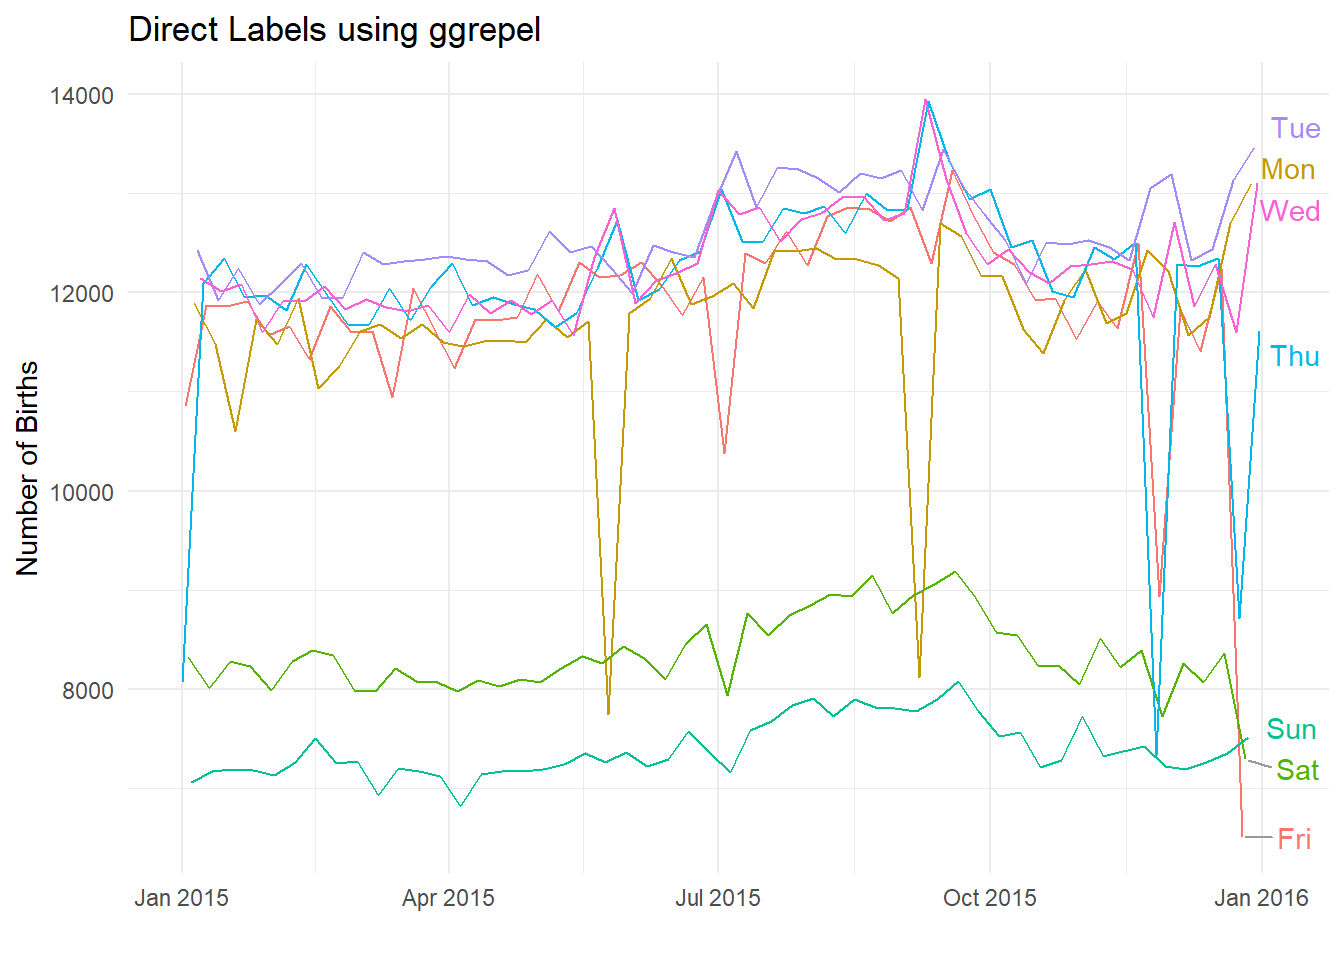 Direct Labels using ggrepel
Number of Births
14000
12000
10000
8000
Tue
Mon
Wed
Thu
Sun
Sat
Fri
Jan 2015
Apr 2015
Jul 2015
Oct 2015
Jan 2016